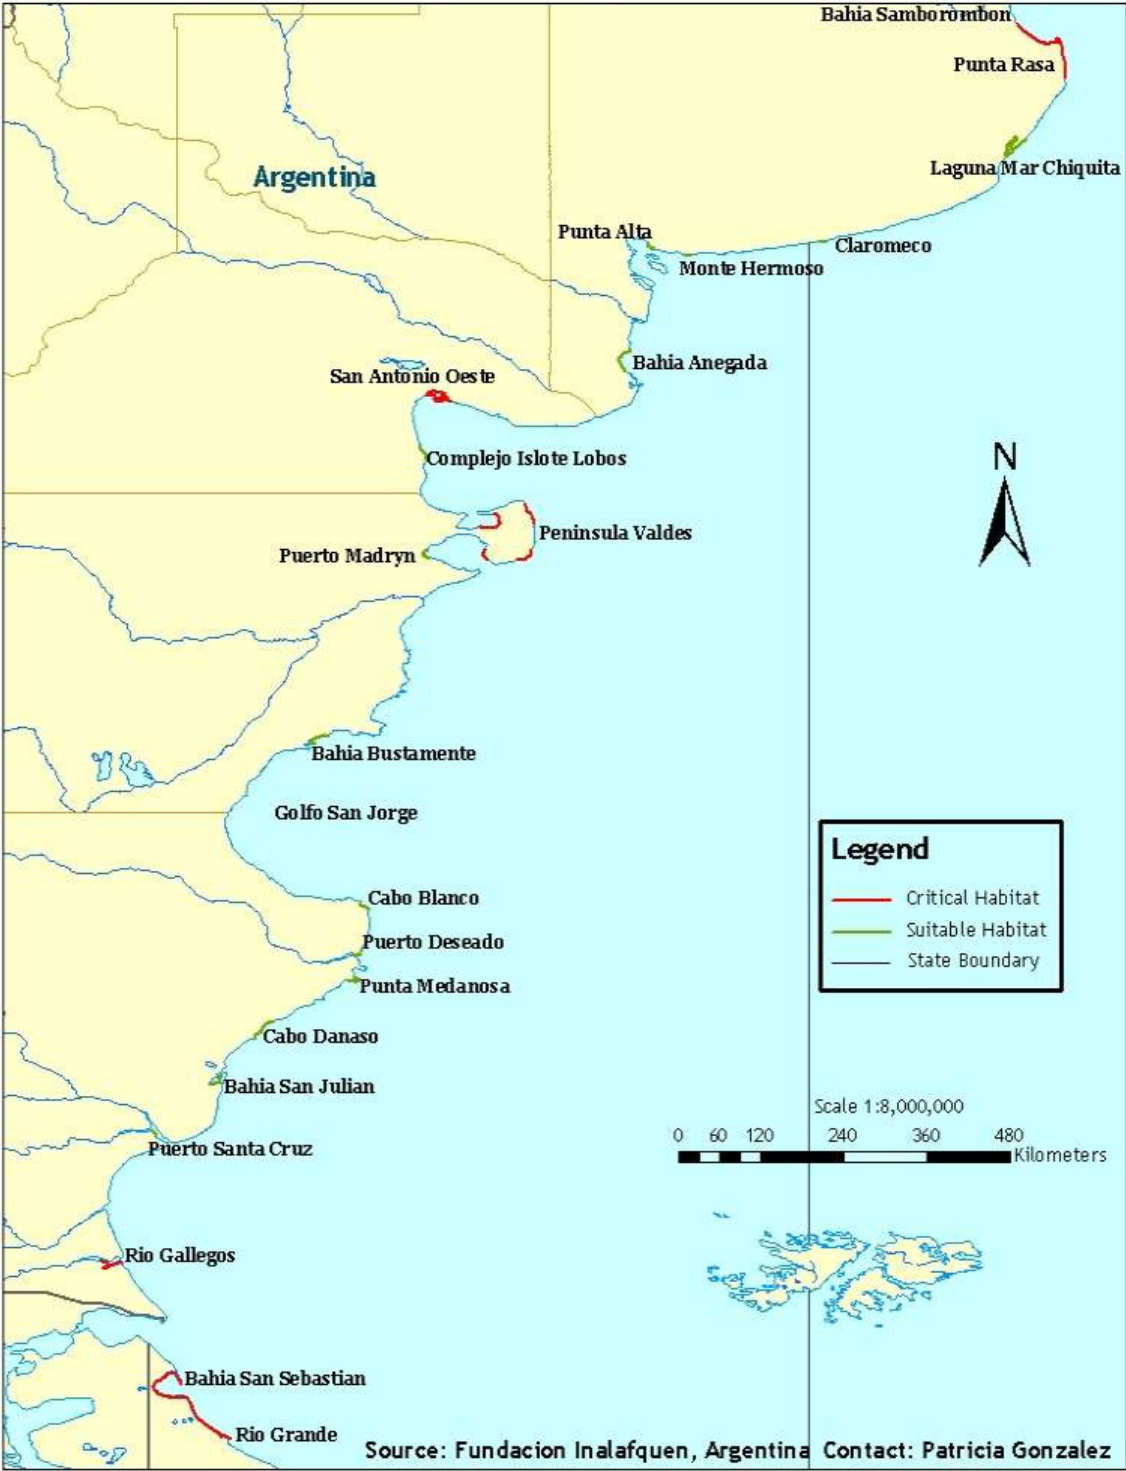 Bahia Samborombon
Punta Rasa
Argentina
Laguna Mar Chiquita
Punta Alta
Claromeco
Monte Hermoso
Bahia Anegada
San Antonio Oeste
Complejo Islote Lobos
N
Peninsula Valdes
Puerto Madryn
Bahia Bustamente
Golfo San Jorge
Legend
Critical Habitat
Suitable Habitat
State Boundary
Cabo Blanco
Puerto Deseado
Punta Medanosa
Cabo Danaso
Bahia San Julian
Scale 1:8,000,000
0 60 120 240 360 480
Kilometers
Puerto Santa Cruz
Rio Gallegos
Bahia San Sebastian
Rio Grande
Source: Fundacion Inalafquen, Argentina Contact: Patricia Gonzalez